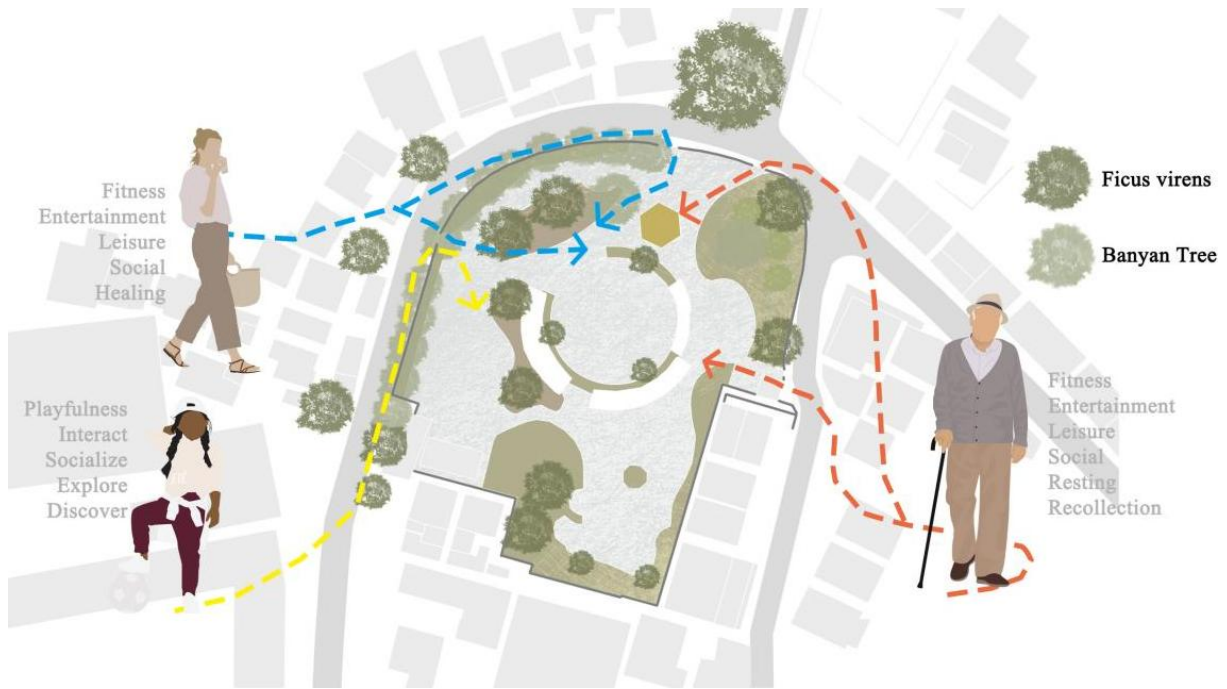 Fitness
Entertainment
Leisure
Social
Healing
Playfulness
Interact
Socialize
Explore
Discover
Ficus virens
Banyan Tree
Fitness
Entertainment
Leisure
Social
Resting
Recollection